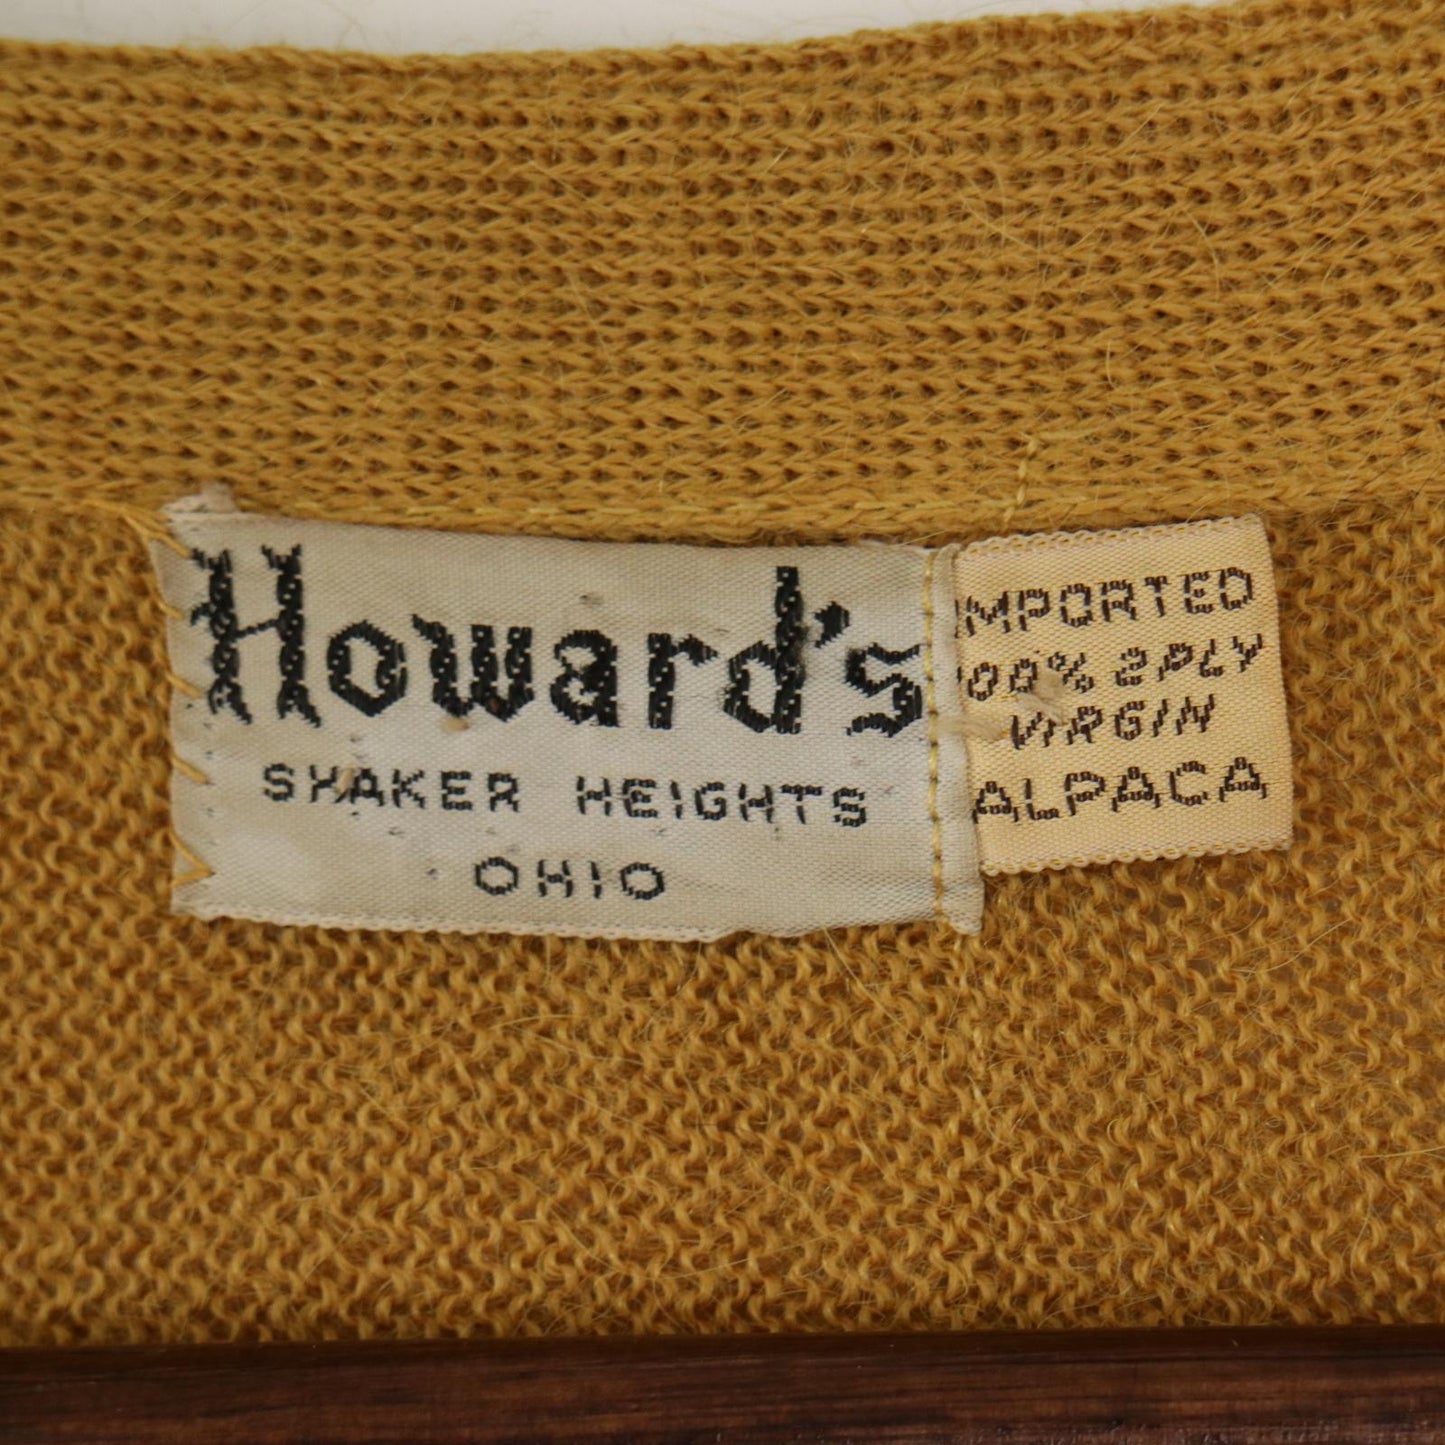 Howard's
SHAKER HEIGHTS
OHIO
IMPORTED
100% 2PLY
VIRGIN
ALPACA